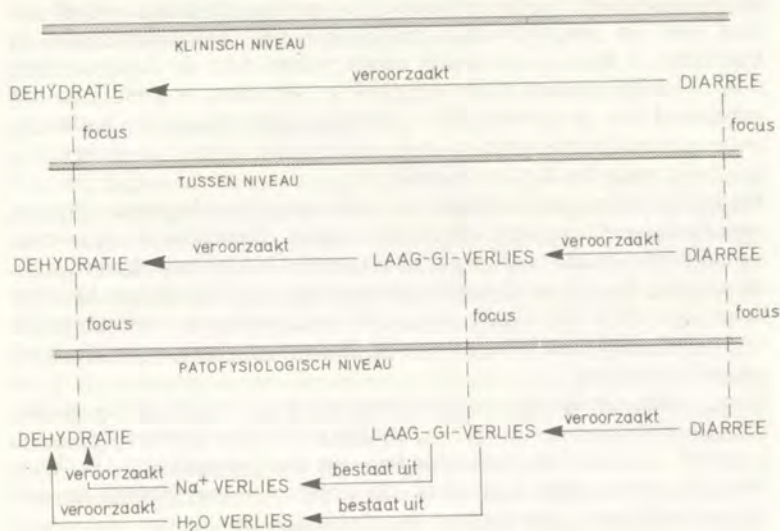 KLINISCH NIVEAU
veroorzaakt
DEHYDRATIE DIARREE
focus focus
TUSSEN NIVEAU
veroorzaakt veroorzaakt
DEHYDRATIE LAAG-GI-VERLIES DIARREE
focus focus focus
PATOFYSIOLOGISCH NIVEAU
veroorzaakt
DEHYDRATIE LAAG-GI-VERLIES DIARREE
veroorzaakt bestaat uit
Na⁺ VERLIES
veroorzaakt bestaat uit
H₂O VERLIES